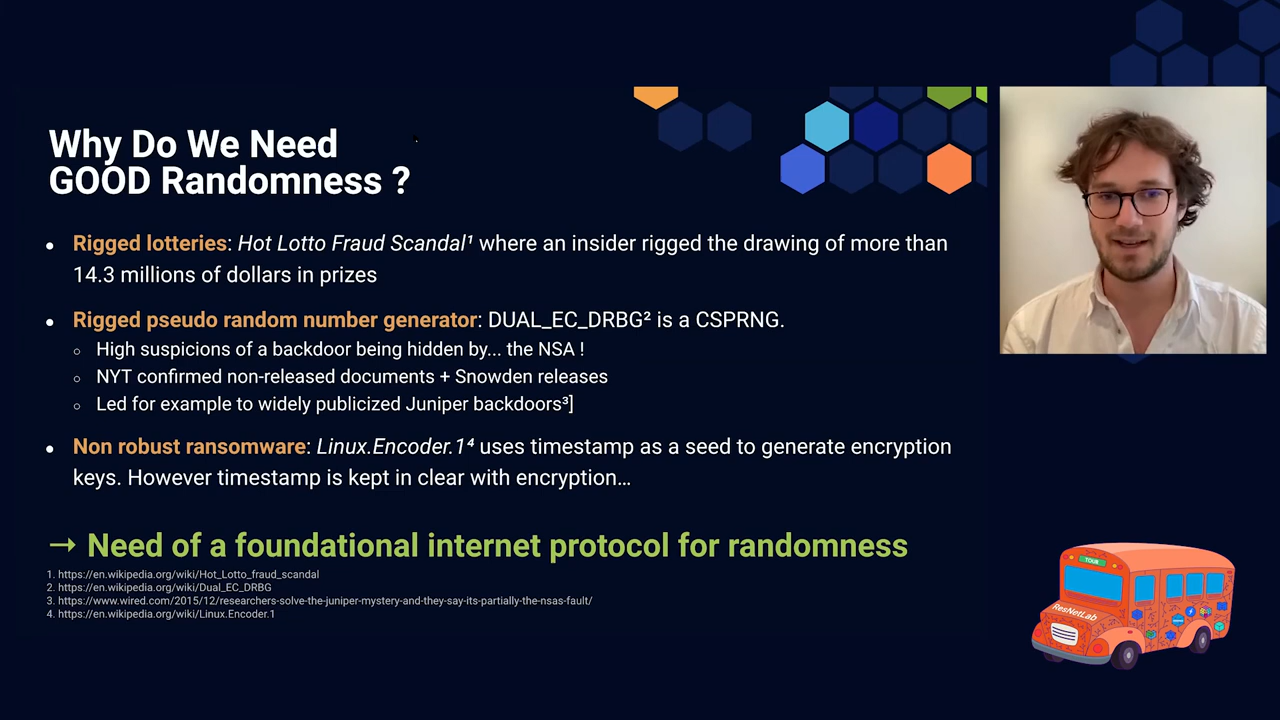 Why Do We Need
GOOD Randomness ?
● Rigged lotteries: Hot Lotto Fraud Scandal¹ where an insider rigged the drawing of more than
14.3 millions of dollars in prizes
● Rigged pseudo random number generator: DUAL_EC_DRBG² is a CSPRNG.
○ High suspicions of a backdoor being hidden by... the NSA !
○ NYT confirmed non-released documents + Snowden releases
○ Led for example to widely publicized Juniper backdoors³]
● Non robust ransomware: Linux.Encoder.1⁴ uses timestamp as a seed to generate encryption
keys. However timestamp is kept in clear with encryption…
→ Need of a foundational internet protocol for randomness
1. https://en.wikipedia.org/wiki/Hot_Lotto_fraud_scandal
2. https://en.wikipedia.org/wiki/Dual_EC_DRBG
3. https://www.wired.com/2015/12/researchers-solve-the-juniper-mystery-and-they-say-its-partially-the-nsas-fault/
4. https://en.wikipedia.org/wiki/Linux.Encoder.1
TOUR
ResNetLab